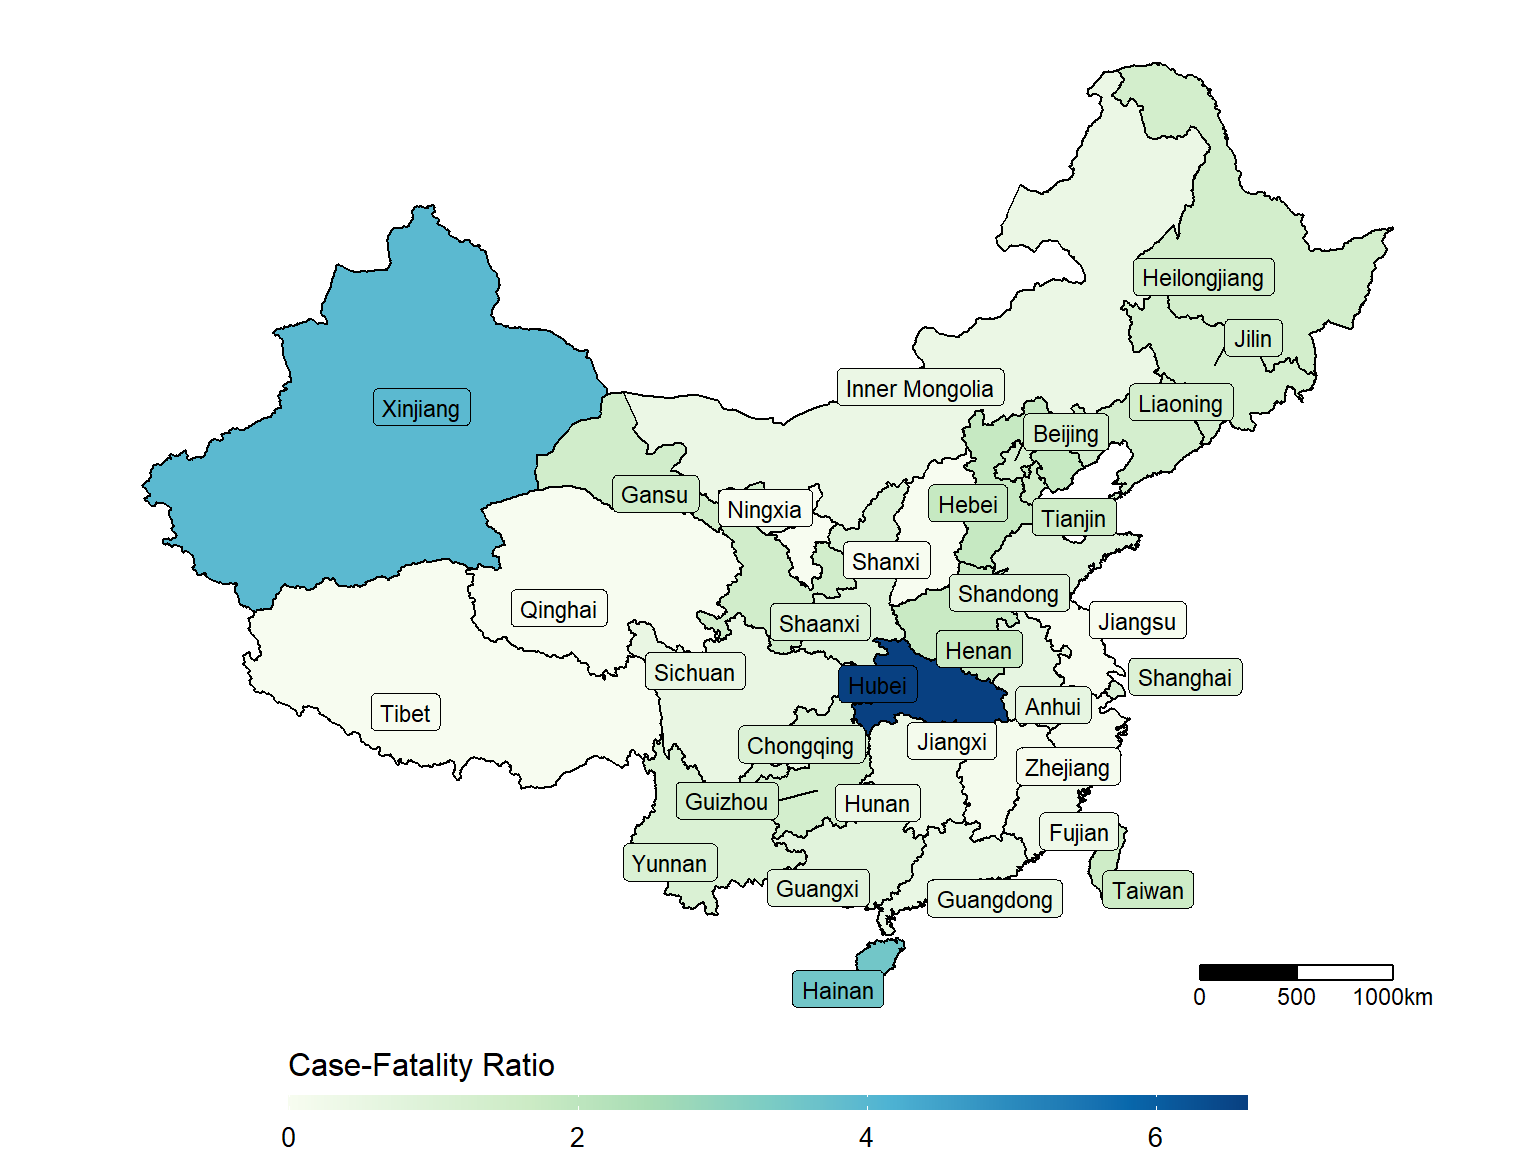 Heilongjiang
Jilin
Inner Mongolia
Liaoning
Xinjiang
Beijing
Gansu
Ningxia
Hebei
Tianjin
Shanxi
Shandong
Qinghai
Shaanxi
Jiangsu
Henan
Sichuan
Shanghai
Hubei
Anhui
Tibet
Chongqing
Jiangxi
Zhejiang
Guizhou
Hunan
Fujian
Yunnan
Guangxi
Guangdong
Taiwan
Hainan
0 500 1000km
Case-Fatality Ratio
0 2 4 6